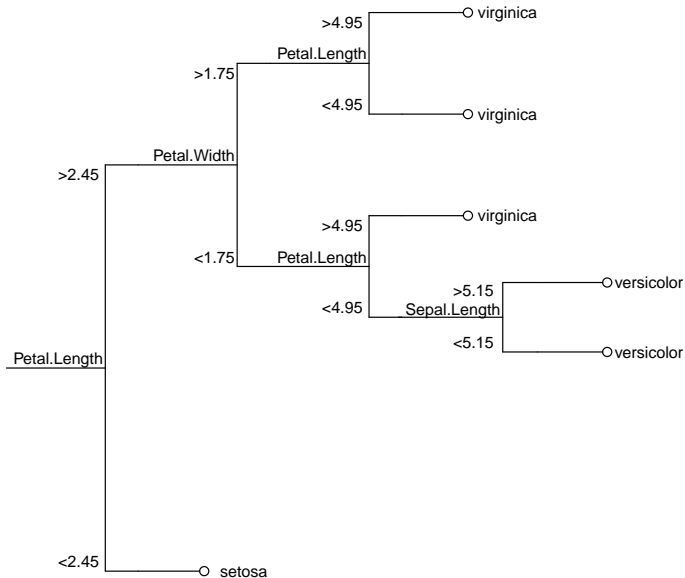 >4.95
virginica
Petal.Length
>1.75
<4.95
virginica
Petal.Width
>2.45
>4.95
virginica
<1.75
Petal.Length
>5.15
versicolor
<4.95
Sepal.Length
<5.15
versicolor
Petal.Length
<2.45
setosa